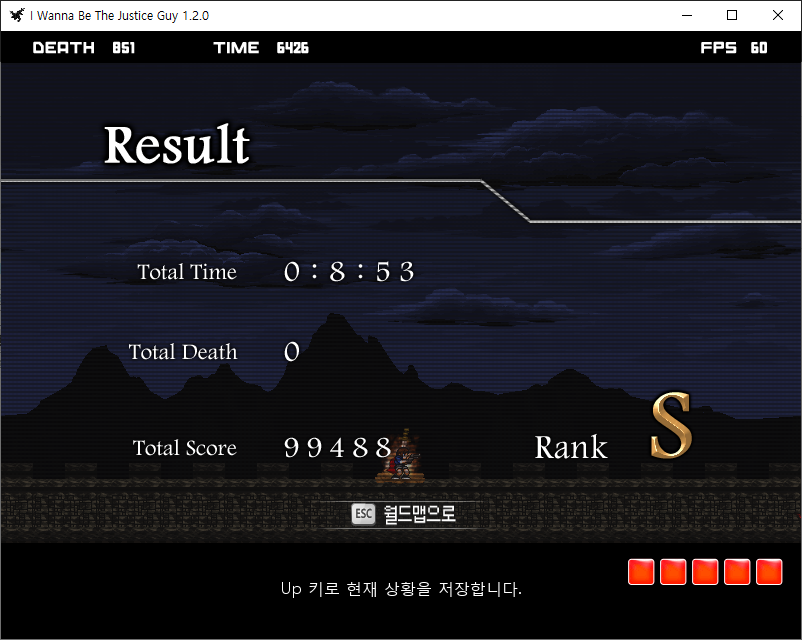 I Wanna Be The Justice Guy 1.2.0
DEATH 851 TIME 6426 FPS 60
Result
Total Time 0:8:53
Total Death 0
Total Score 99488 Rank S
ESC 월드맵으로
Up 키로 현재 상황을 저장합니다.